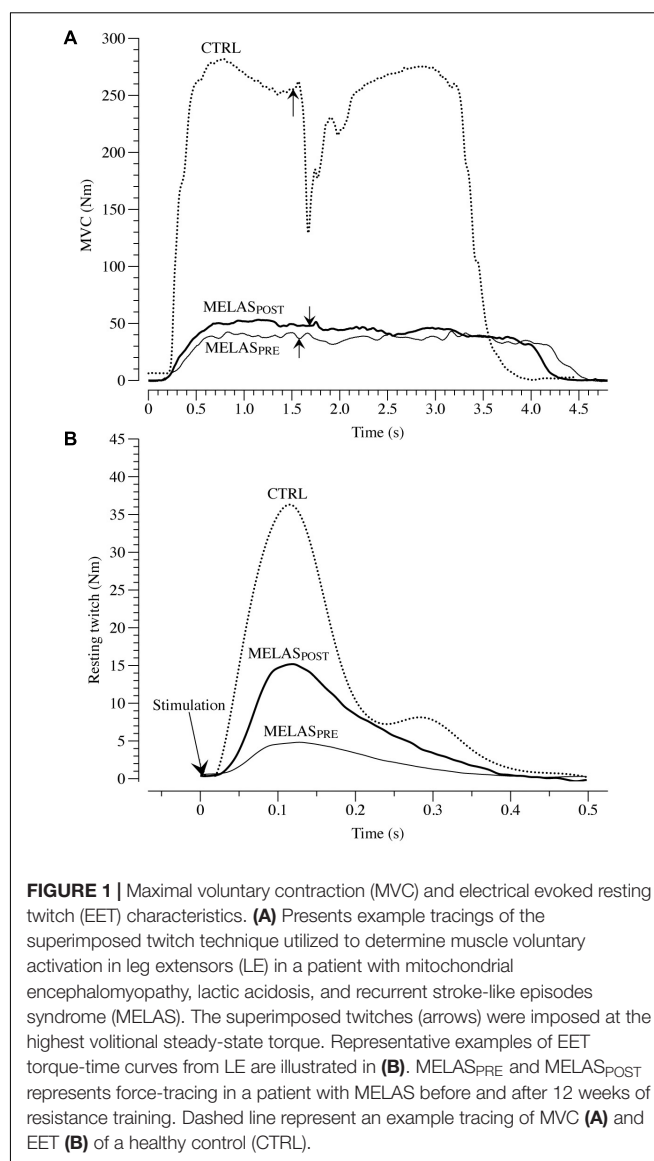 A
CTRL
300
250
200
150
100
50
0
MVC (Nm)
MELASPOST
MELASPRE
0 0.5 1.0 1.5 2.0 2.5 3.0 3.5 4.0 4.5
Time (s)
B
45
40
35
30
25
20
15
10
5
0
Resting twitch (Nm)
CTRL
MELASPOST
Stimulation
MELASPRE
0 0.1 0.2 0.3 0.4 0.5
Time (s)
FIGURE 1 | Maximal voluntary contraction (MVC) and electrical evoked resting
twitch (EET) characteristics. (A) Presents example tracings of the
superimposed twitch technique utilized to determine muscle voluntary
activation in leg extensors (LE) in a patient with mitochondrial
encephalomyopathy, lactic acidosis, and recurrent stroke-like episodes
syndrome (MELAS). The superimposed twitches (arrows) were imposed at the
highest volitional steady-state torque. Representative examples of EET
torque-time curves from LE are illustrated in (B). MELASPRE and MELASPOST
represents force-tracing in a patient with MELAS before and after 12 weeks of
resistance training. Dashed line represent an example tracing of MVC (A) and
EET (B) of a healthy control (CTRL).